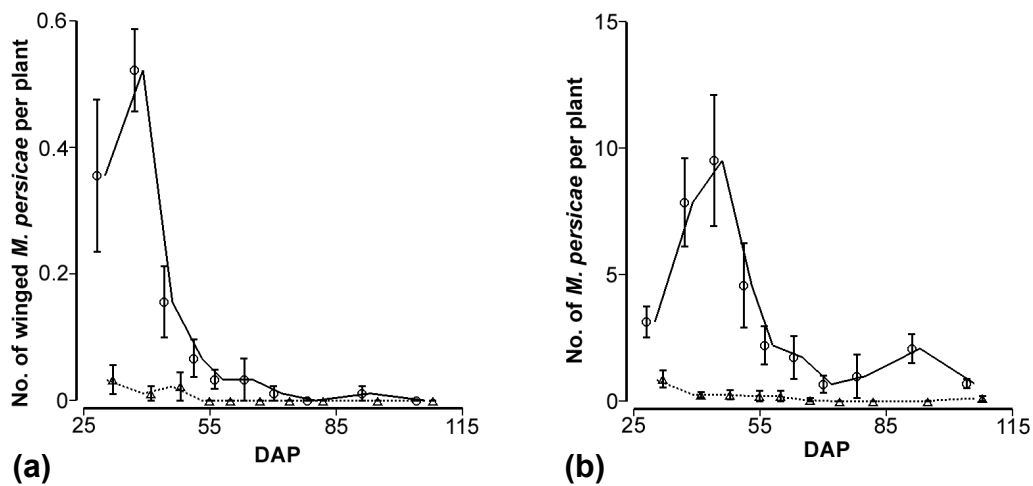 No. of winged M. persicae per plant
0.6
0.4
0.2
0
25
55
85
115
DAP
(a)
No. of M. persicae per plant
15
10
5
0
25
55
85
115
DAP
(b)